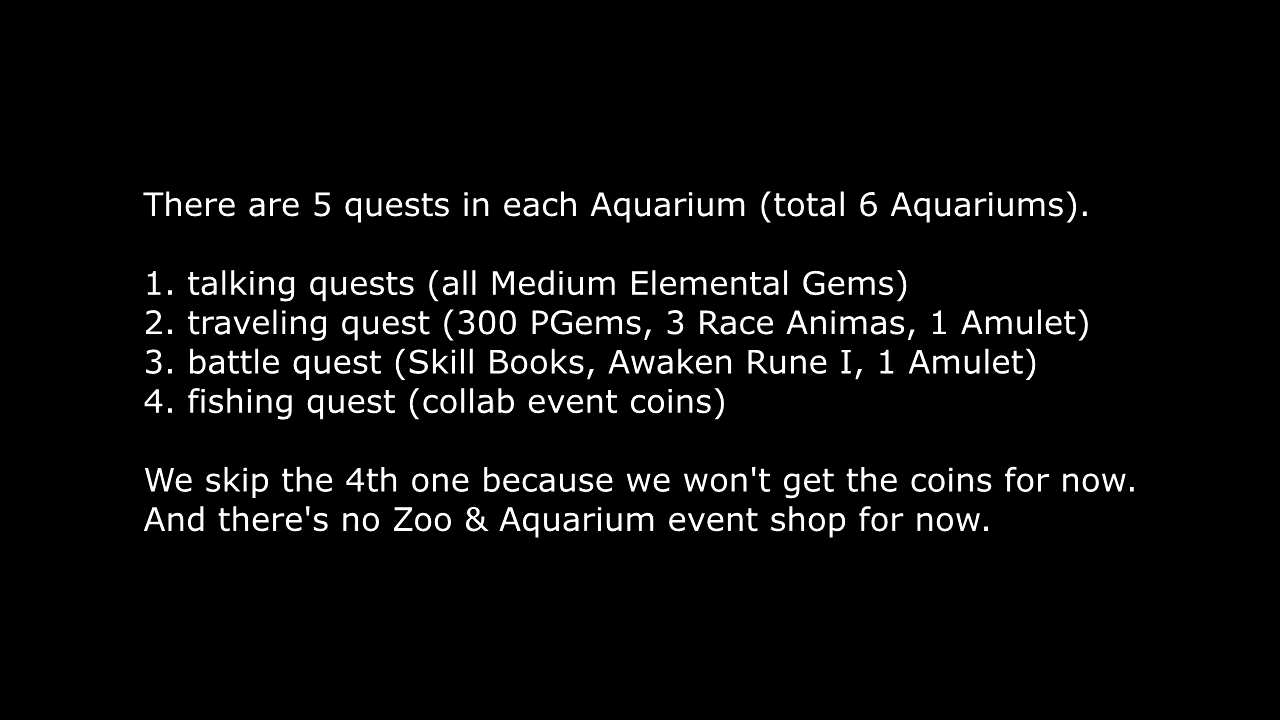 There are 5 quests in each Aquarium (total 6 Aquariums).
1. talking quests (all Medium Elemental Gems)
2. traveling quest (300 PGems, 3 Race Animas, 1 Amulet)
3. battle quest (Skill Books, Awaken Rune I, 1 Amulet)
4. fishing quest (collab event coins)
We skip the 4th one because we won't get the coins for now.
And there's no Zoo & Aquarium event shop for now.